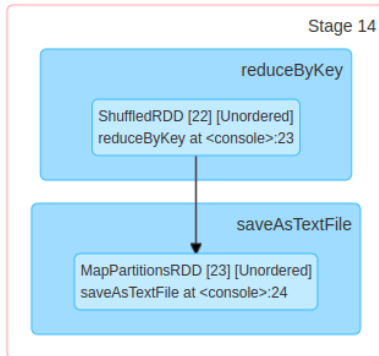 Stage 14
reduceByKey
ShuffledRDD [22] [Unordered]
reduceByKey at <console>:23
saveAsTextFile
MapPartitionsRDD [23] [Unordered]
saveAsTextFile at <console>:24